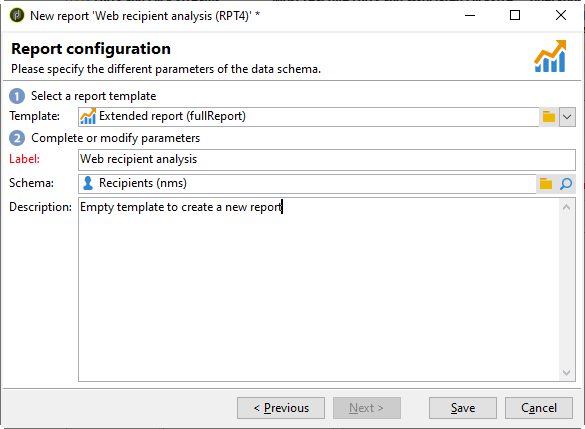 New report 'Web recipient analysis (RPT4)' *
Report configuration
Please specify the different parameters of the data schema.
1 Select a report template
Template: Extended report (fullReport)
2 Complete or modify parameters
Label: Web recipient analysis
Schema: Recipients (nms)
Description: Empty template to create a new report
< Previous Next > Save Cancel